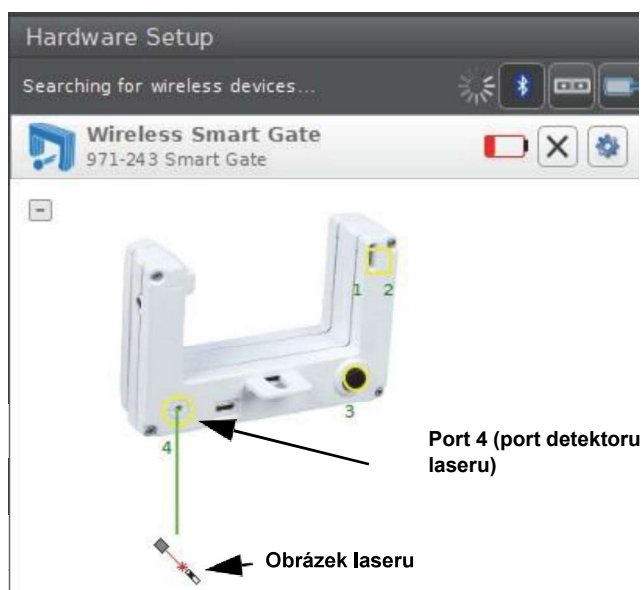 Hardware Setup
Searching for wireless devices...
Wireless Smart Gate
971-243 Smart Gate
1 2
3
4
Port 4 (port detektoru
laseru)
Obrázek laseru